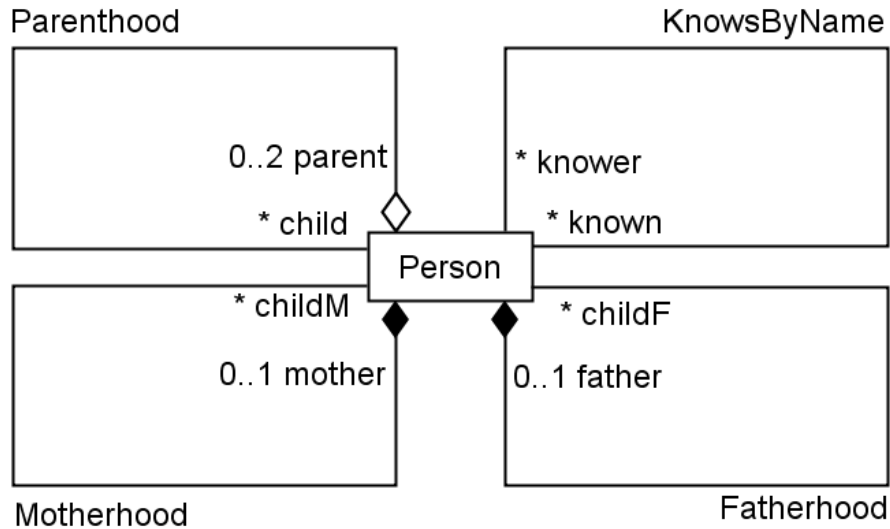 Parenthood
KnowsByName
0..2 parent
* knower
* child
* known
Person
* childM
* childF
0..1 mother
0..1 father
Motherhood
Fatherhood